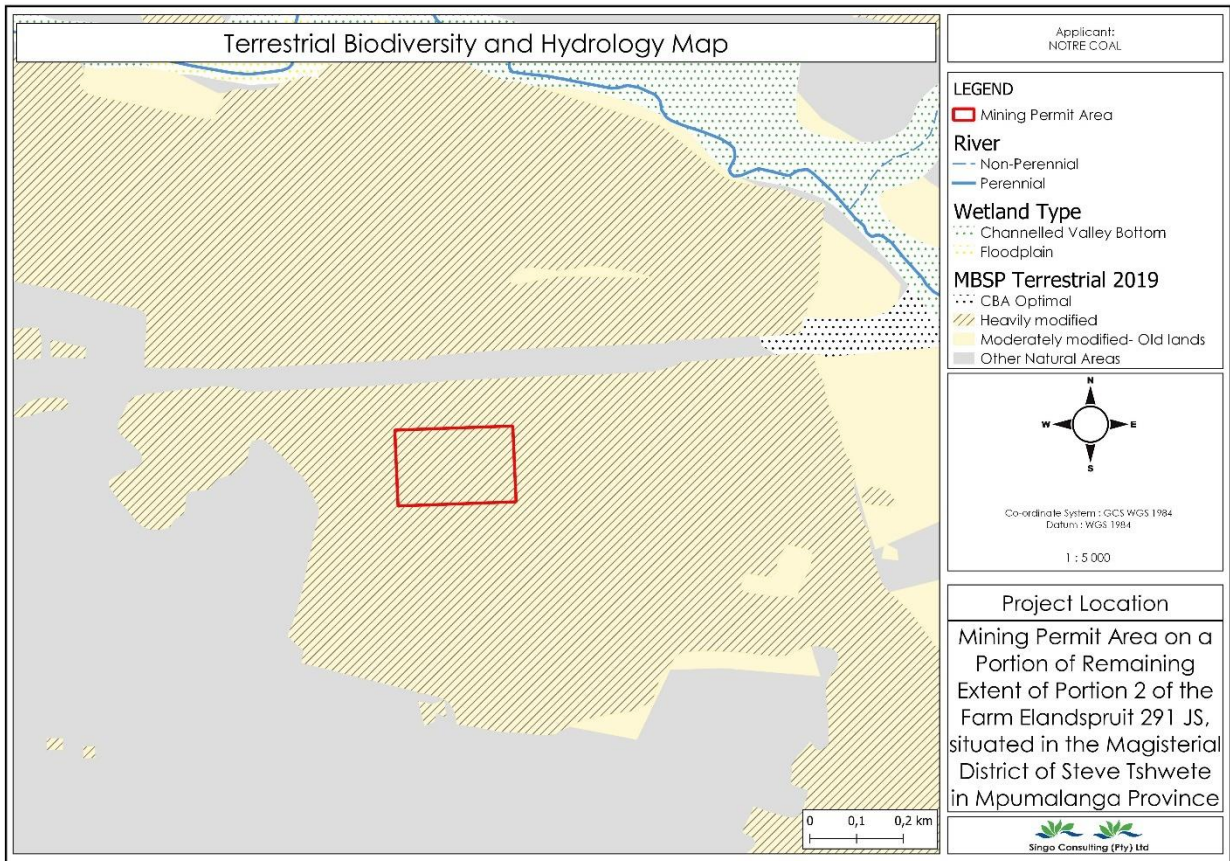 Terrestrial Biodiversity and Hydrology Map
Applicant:
NOTRE COAL
LEGEND
Mining Permit Area
River
Non-Perennial
Perennial
Wetland Type
Channelled Valley Bottom
Floodplain
MBSP Terrestrial 2019
CBA Optimal
Heavily modified
Moderately modified- Old lands
Other Natural Areas
N
W
E
S
Co-ordinate System : GCS WGS 1984
Datum : WGS 1984
1 : 5 000
Project Location
Mining Permit Area on a
Portion of Remaining
Extent of Portion 2 of the
Farm Elandspruit 291 JS,
situated in the Magisterial
District of Steve Tshwete
in Mpumalanga Province
0 0,1 0,2 km
Singo Consulting (Pty) Ltd